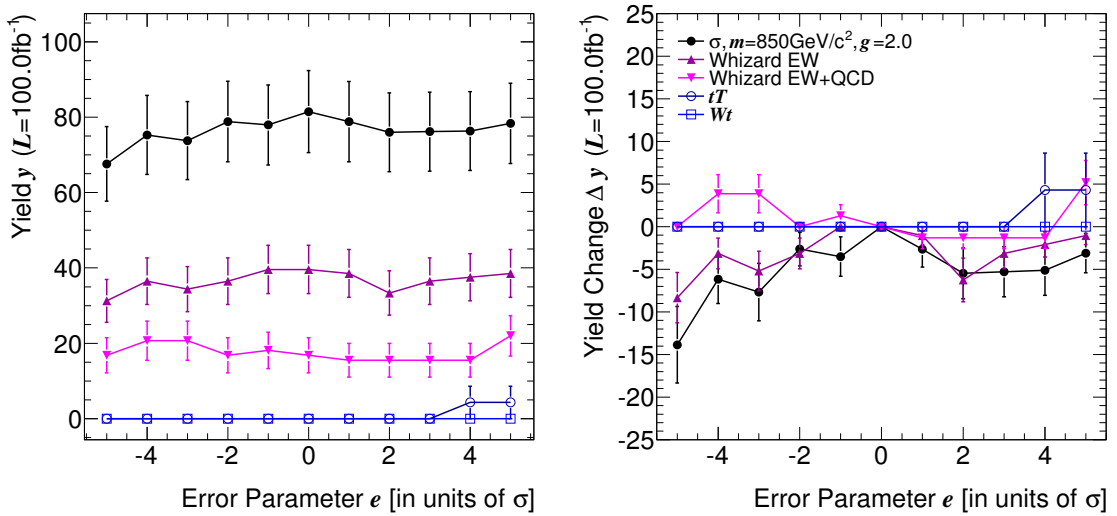 Yield y (L=100.0fb⁻¹)
100
80
60
40
20
0
-4 -2 0 2 4
Error Parameter e [in units of σ]
Yield Change Δ y (L=100.0fb⁻¹)
25
20
15
10
5
0
-5
-10
-15
-20
-25
σ, m=850GeV/c², g=2.0
Whizard EW
Whizard EW+QCD
tT
Wt
-4 -2 0 2 4
Error Parameter e [in units of σ]